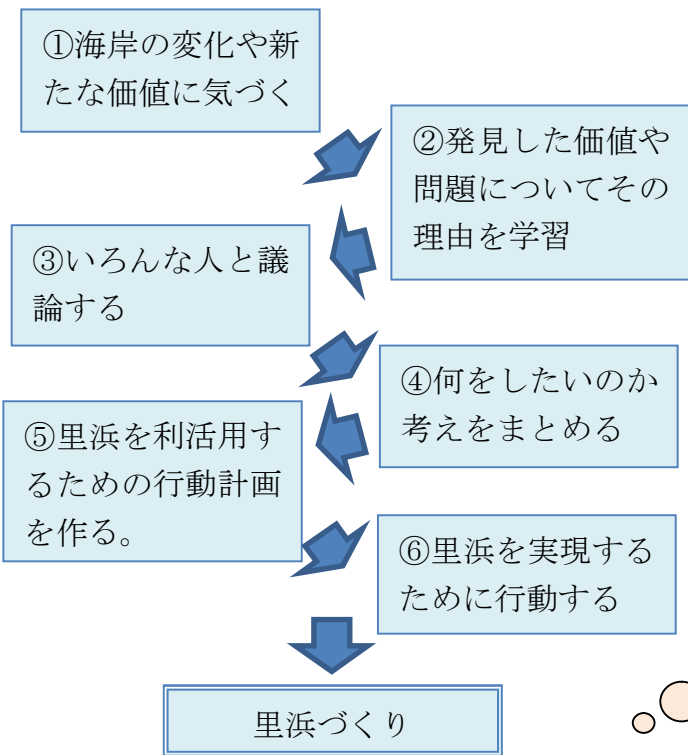 ①海岸の変化や新
たな価値に気づく
②発見した価値や
問題についてその
理由を学習
③いろんな人と議
論する
④何をしたいのか
考えをまとめる
⑤里浜を利活用す
るための行動計画
を作る。
⑥里浜を実現する
ために行動する
里浜づくり